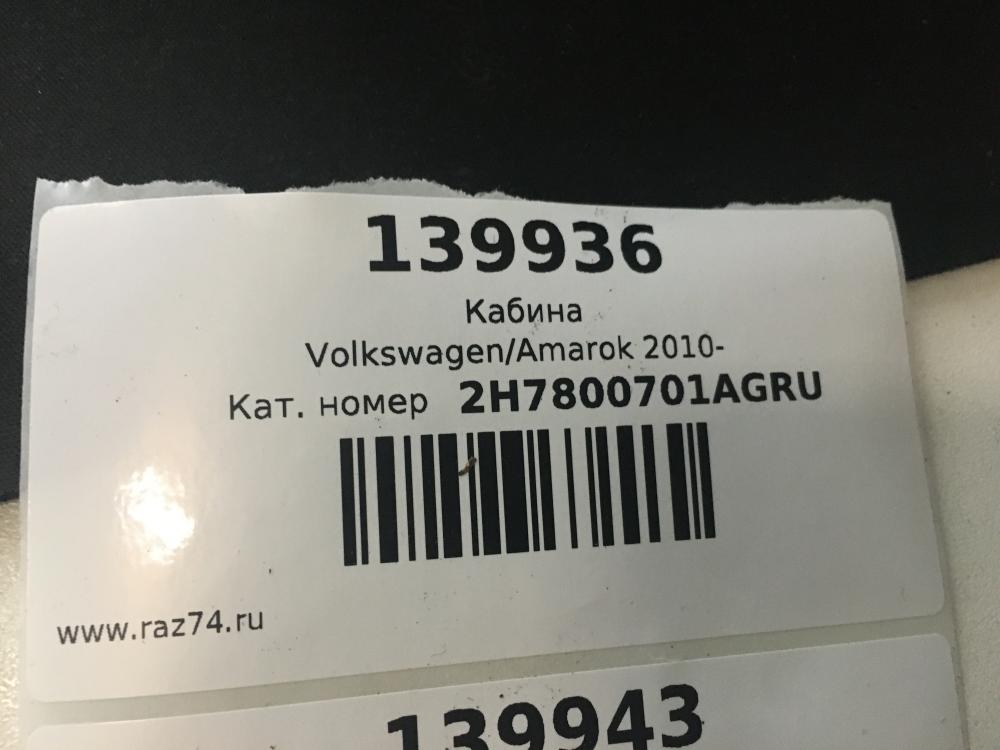 139936
Кабина
Volkswagen/Amarok 2010-
Кат. номер 2H7800701AGRU
www.raz74.ru
139943